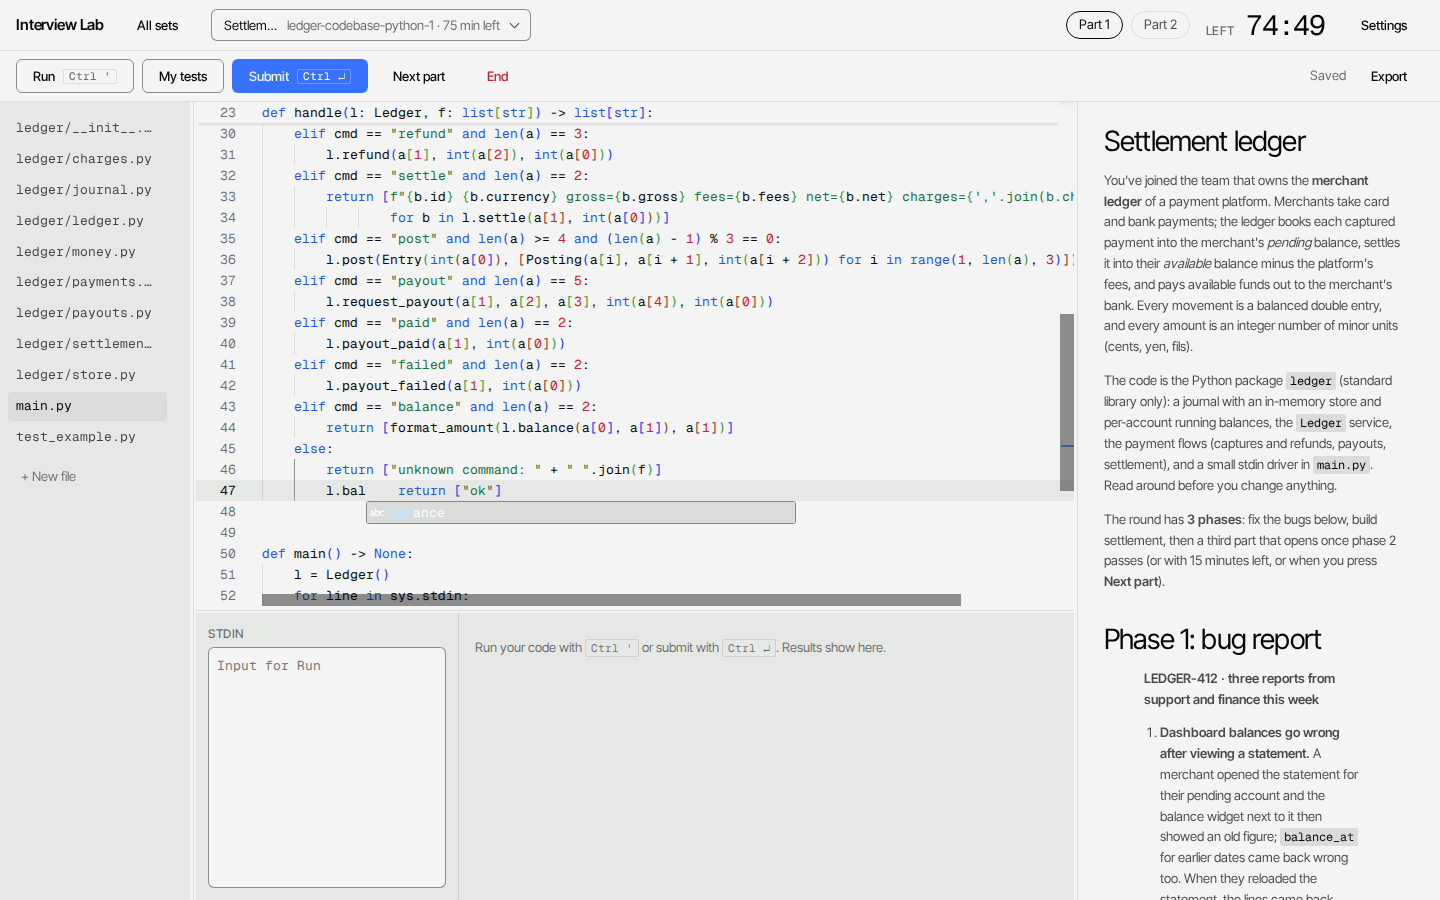 Interview Lab
All sets
Settlem... ledger-codebase-python-1 · 75 min left
Part 1
Part 2
LEFT 74:49
Settings
Run Ctrl '
My tests
Submit Ctrl ↵
Next part
End
Saved
Export
ledger/__init__.…
ledger/charges.py
ledger/journal.py
ledger/ledger.py
ledger/money.py
ledger/payments.…
ledger/payouts.py
ledger/settlemen…
ledger/store.py
main.py
test_example.py
+ New file
23 def handle(l: Ledger, f: list[str]) -> list[str]:
30 elif cmd == "refund" and len(a) == 3:
31 l.refund(a[1], int(a[2]), int(a[0]))
32 elif cmd == "settle" and len(a) == 2:
33 return [f"{b.id} {b.currency} gross={b.gross} fees={b.fees} net={b.net} charges={','.join(b.ch
34 for b in l.settle(a[1], int(a[0]))]
35 elif cmd == "post" and len(a) >= 4 and (len(a) - 1) % 3 == 0:
36 l.post(Entry(int(a[0]), [Posting(a[i], a[i + 1], int(a[i + 2])) for i in range(1, len(a), 3)])
37 elif cmd == "payout" and len(a) == 5:
38 l.request_payout(a[1], a[2], a[3], int(a[4]), int(a[0]))
39 elif cmd == "paid" and len(a) == 2:
40 l.payout_paid(a[1], int(a[0]))
41 elif cmd == "failed" and len(a) == 2:
42 l.payout_failed(a[1], int(a[0]))
43 elif cmd == "balance" and len(a) == 2:
44 return [format_amount(l.balance(a[0], a[1]), a[1])]
45 else:
46 return ["unknown command: " + " ".join(f)]
47 l.bal return ["ok"]
abc balance
48
49
50 def main() -> None:
51 l = Ledger()
52 for line in sys.stdin:
STDIN
Input for Run
Run your code with Ctrl ' or submit with Ctrl ↵. Results show here.
Settlement ledger
You've joined the team that owns the merchant
ledger of a payment platform. Merchants take card
and bank payments; the ledger books each captured
payment into the merchant's pending balance, settles
it into their available balance minus the platform's
fees, and pays available funds out to the merchant's
bank. Every movement is a balanced double entry,
and every amount is an integer number of minor units
(cents, yen, fils).
The code is the Python package ledger (standard
library only): a journal with an in-memory store and
per-account running balances, the Ledger service,
the payment flows (captures and refunds, payouts,
settlement), and a small stdin driver in main.py.
Read around before you change anything.
The round has 3 phases: fix the bugs below, build
settlement, then a third part that opens once phase 2
passes (or with 15 minutes left, or when you press
Next part).
Phase 1: bug report
LEDGER-412 · three reports from
support and finance this week
1. Dashboard balances go wrong
after viewing a statement. A
merchant opened the statement for
their pending account and the
balance widget next to it then
showed an old figure; balance_at
for earlier dates came back wrong
too. When they reloaded the
statement, the lines came back